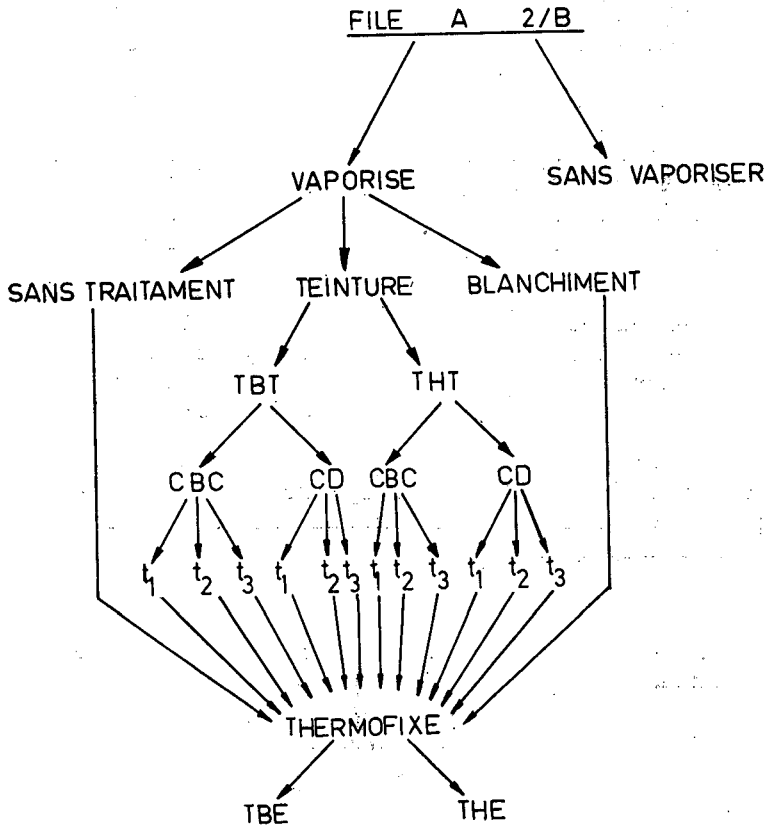 FILE A 2/B
VAPORISE SANS VAPORISER
SANS TRAITAMENT TEINTURE BLANCHIMENT
TBT THT
CBC CD CBC CD
t1 t2 t3 t1 t2 t3 t1 t2 t3 t1 t2 t3
THERMOFIXE
TBE THE